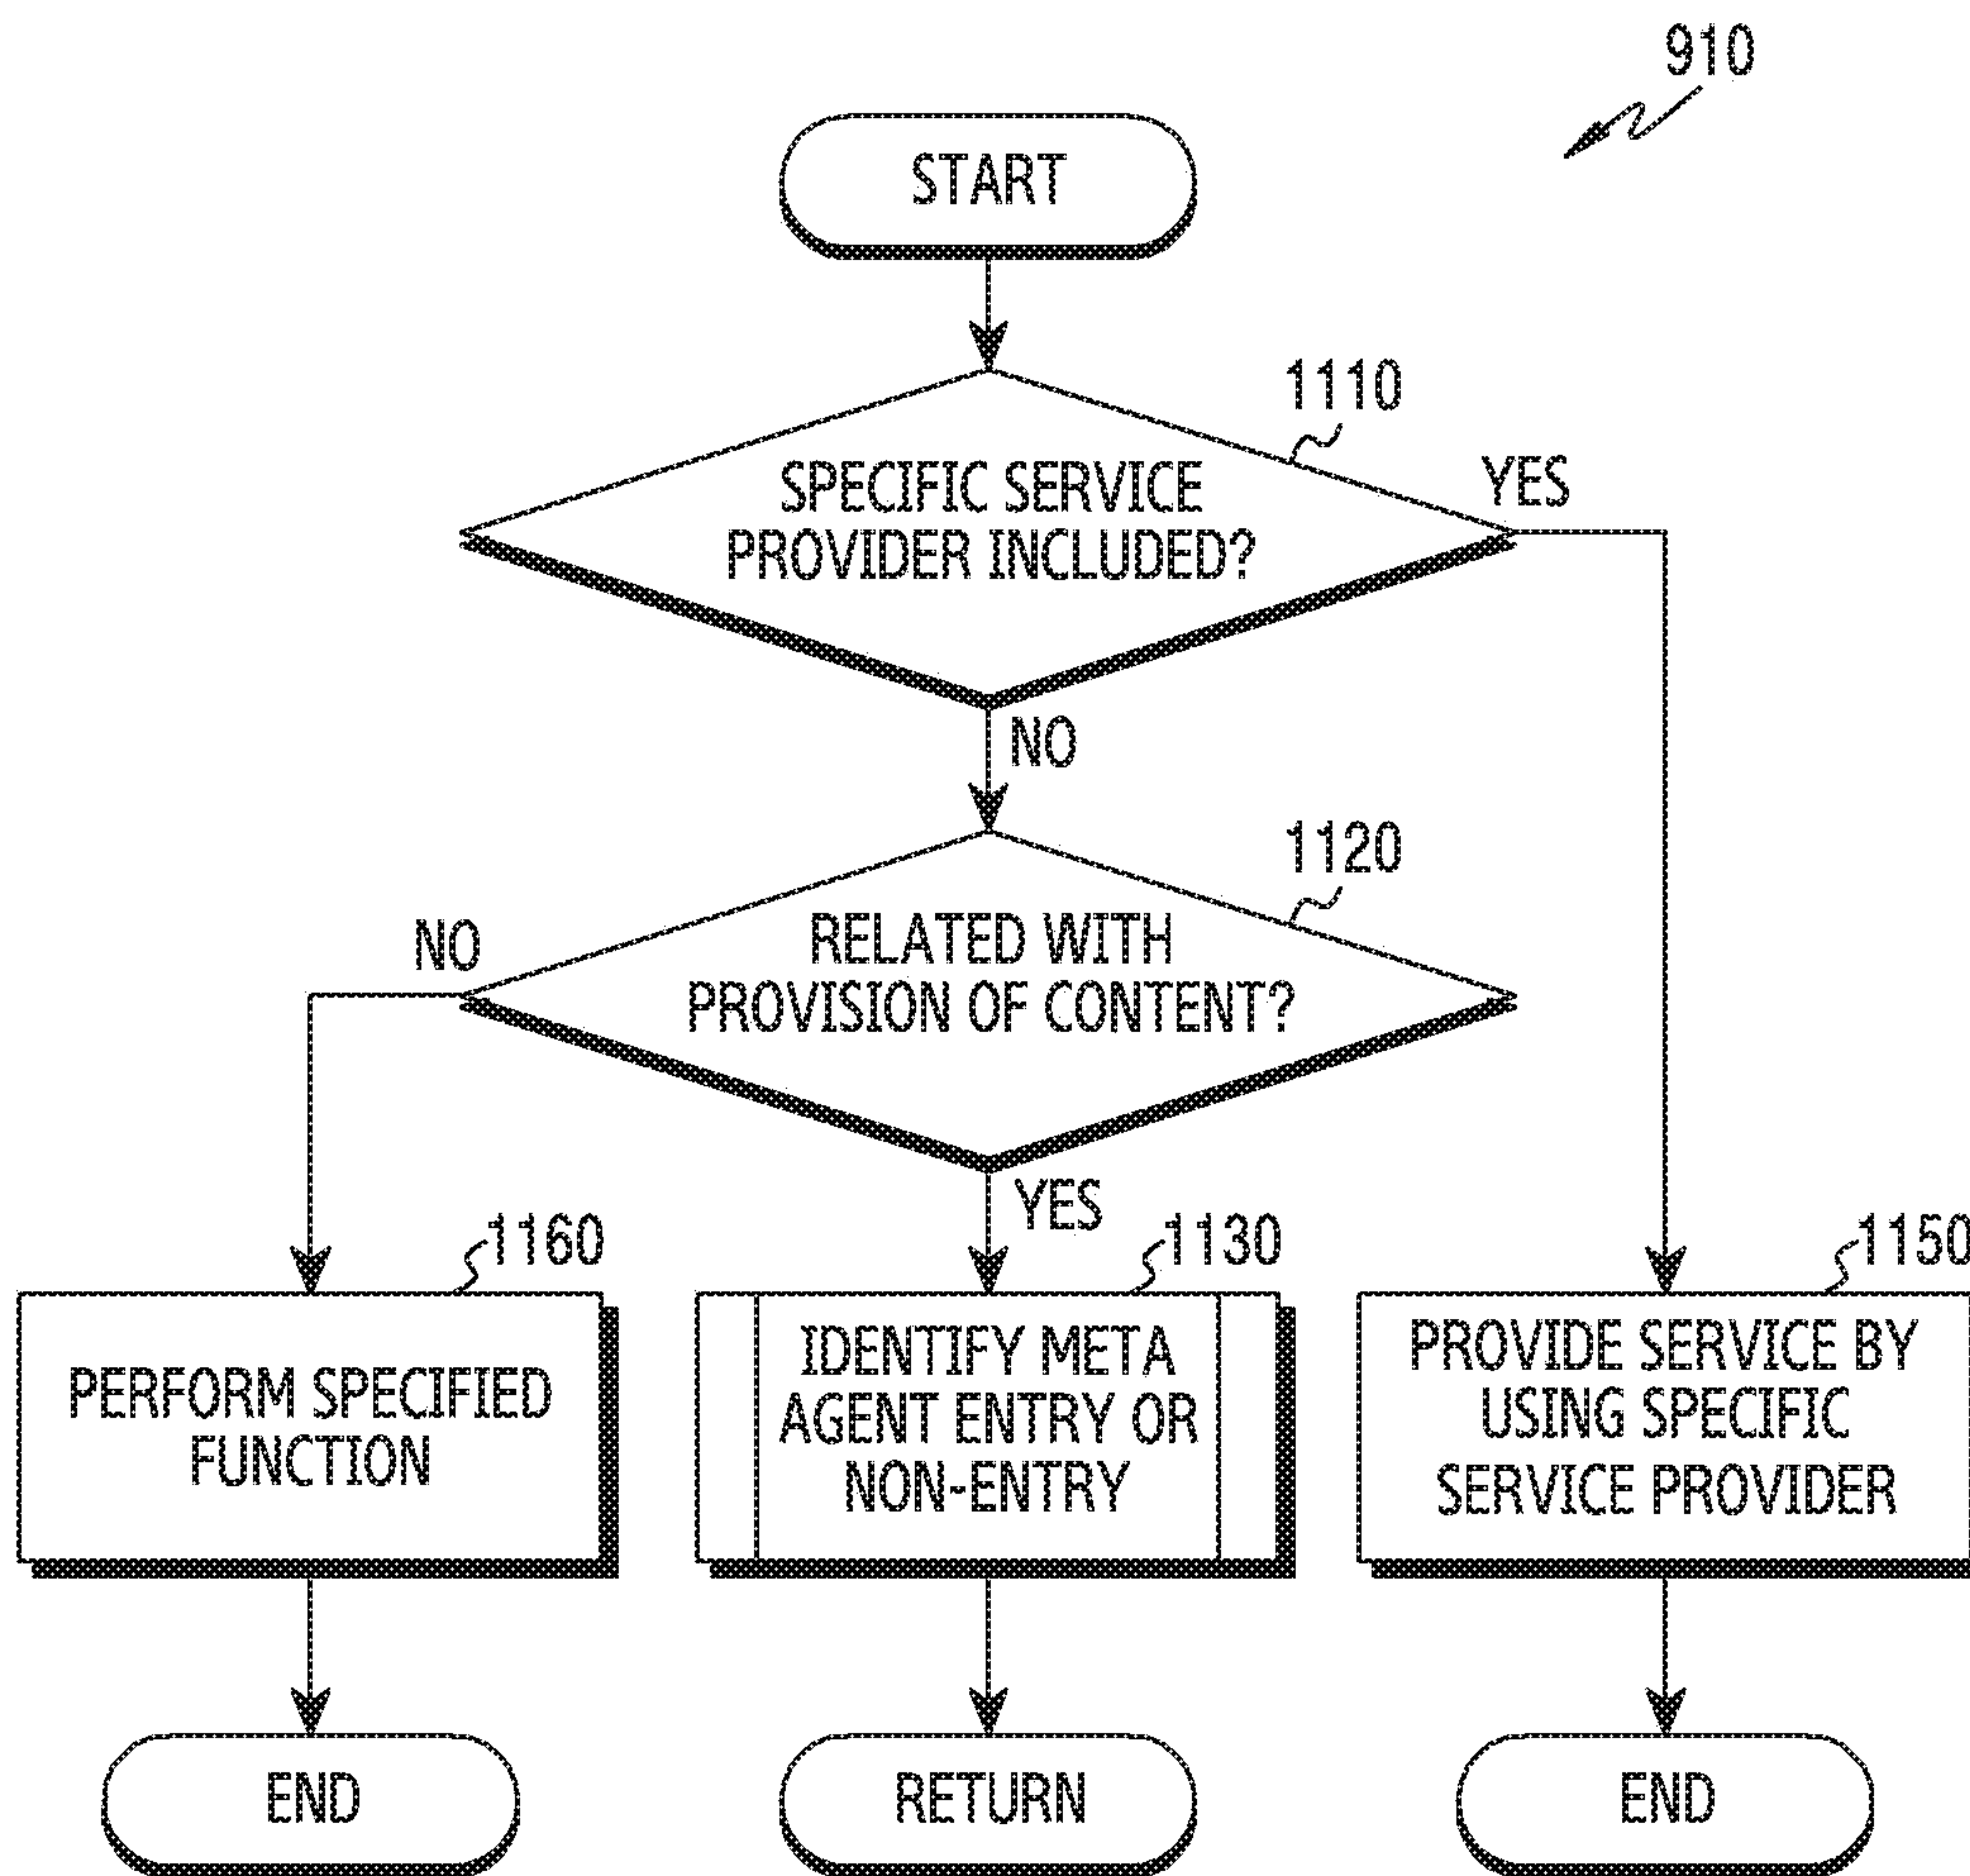 910
START
1110
SPECIFIC SERVICE
PROVIDER INCLUDED?
YES
NO
1120
RELATED WITH
PROVISION OF CONTENT?
NO
YES
1160
PERFORM SPECIFIED
FUNCTION
1130
IDENTIFY META
AGENT ENTRY OR
NON-ENTRY
1150
PROVIDE SERVICE BY
USING SPECIFIC
SERVICE PROVIDER
END
RETURN
END